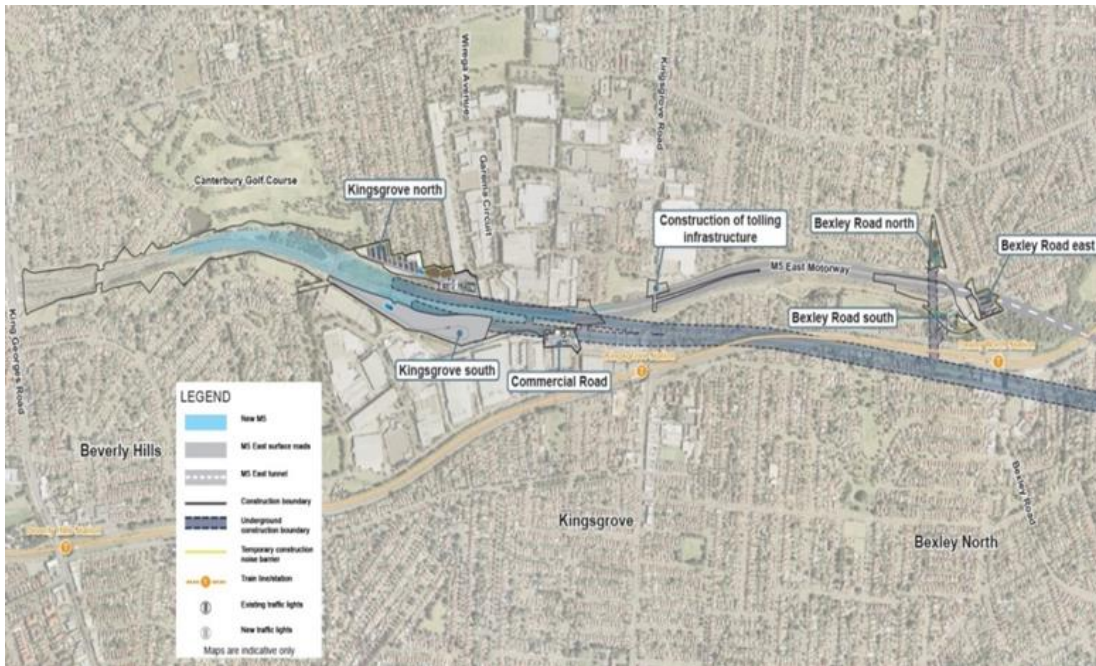 Wirega Avenue
Kingsgrove Road
Canterbury Golf Course
Kingsgrove north
Garema Circuit
Construction of tolling
infrastructure
Bexley Road north
Bexley Road east
M5 East Motorway
King Georges Road
Bexley Road south
Kingsgrove south
Commercial Road
LEGEND
New M5
M5 East surface roads
M5 East tunnel
Construction boundary
Underground
construction boundary
Temporary construction
noise barrier
Train line/station
Existing traffic lights
New traffic lights
Maps are indicative only
Beverly Hills
Kingsgrove
Bexley North
Bexley Road
T
T
T
T